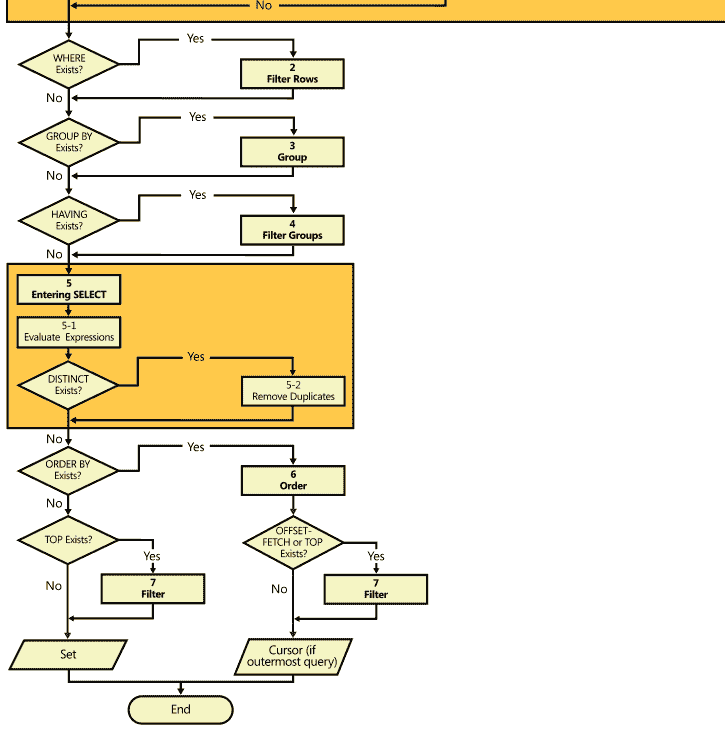 No
Yes
WHERE
Exists?
2
Filter Rows
No
Yes
GROUP BY
Exists?
3
Group
No
Yes
HAVING
Exists?
4
Filter Groups
No
5
Entering SELECT
5-1
Evaluate Expressions
Yes
DISTINCT
Exists?
5-2
Remove Duplicates
No
Yes
ORDER BY
Exists?
6
Order
No
TOP Exists?
OFFSET-
FETCH or TOP
Exists?
Yes
Yes
No
7
Filter
No
7
Filter
Set
Cursor (if
outermost query)
End